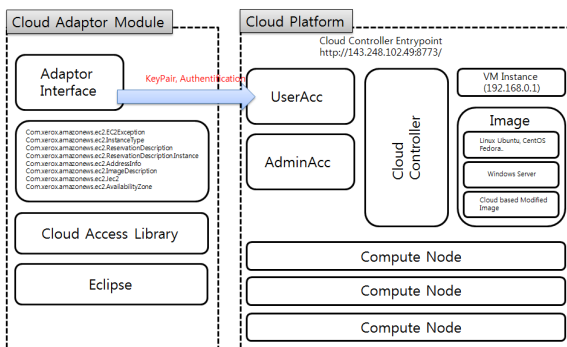 Cloud Adaptor Module
Adaptor
Interface
KeyPair, Authentification
Com.xerox.amazonews.ec2.EC2Exception
Com.xerox.amazonews.ec2.InstanceType
Com.xerox.amazonews.ec2.ReservationDescription
Com.xerox.amazonews.ec2.ReservationDescription.Instance
Com.xerox.amazonews.ec2.AddressInfo
Com.xerox.amazonews.ec2.ImageDescription
Com.xerox.amazonews.ec2.Jec2
Com.xerox.amazonews.ec2.AvailabilityZone
Cloud Access Library
Eclipse
Cloud Platform
Cloud Controller Entrypoint
http://143.248.102.49:8773/
UserAcc
AdminAcc
Cloud
Controller
VM Instance
(192.168.0.1)
Image
Linux Ubuntu, CentOS
Fedora..
Windows Server
Cloud based Modified
Image
Compute Node
Compute Node
Compute Node